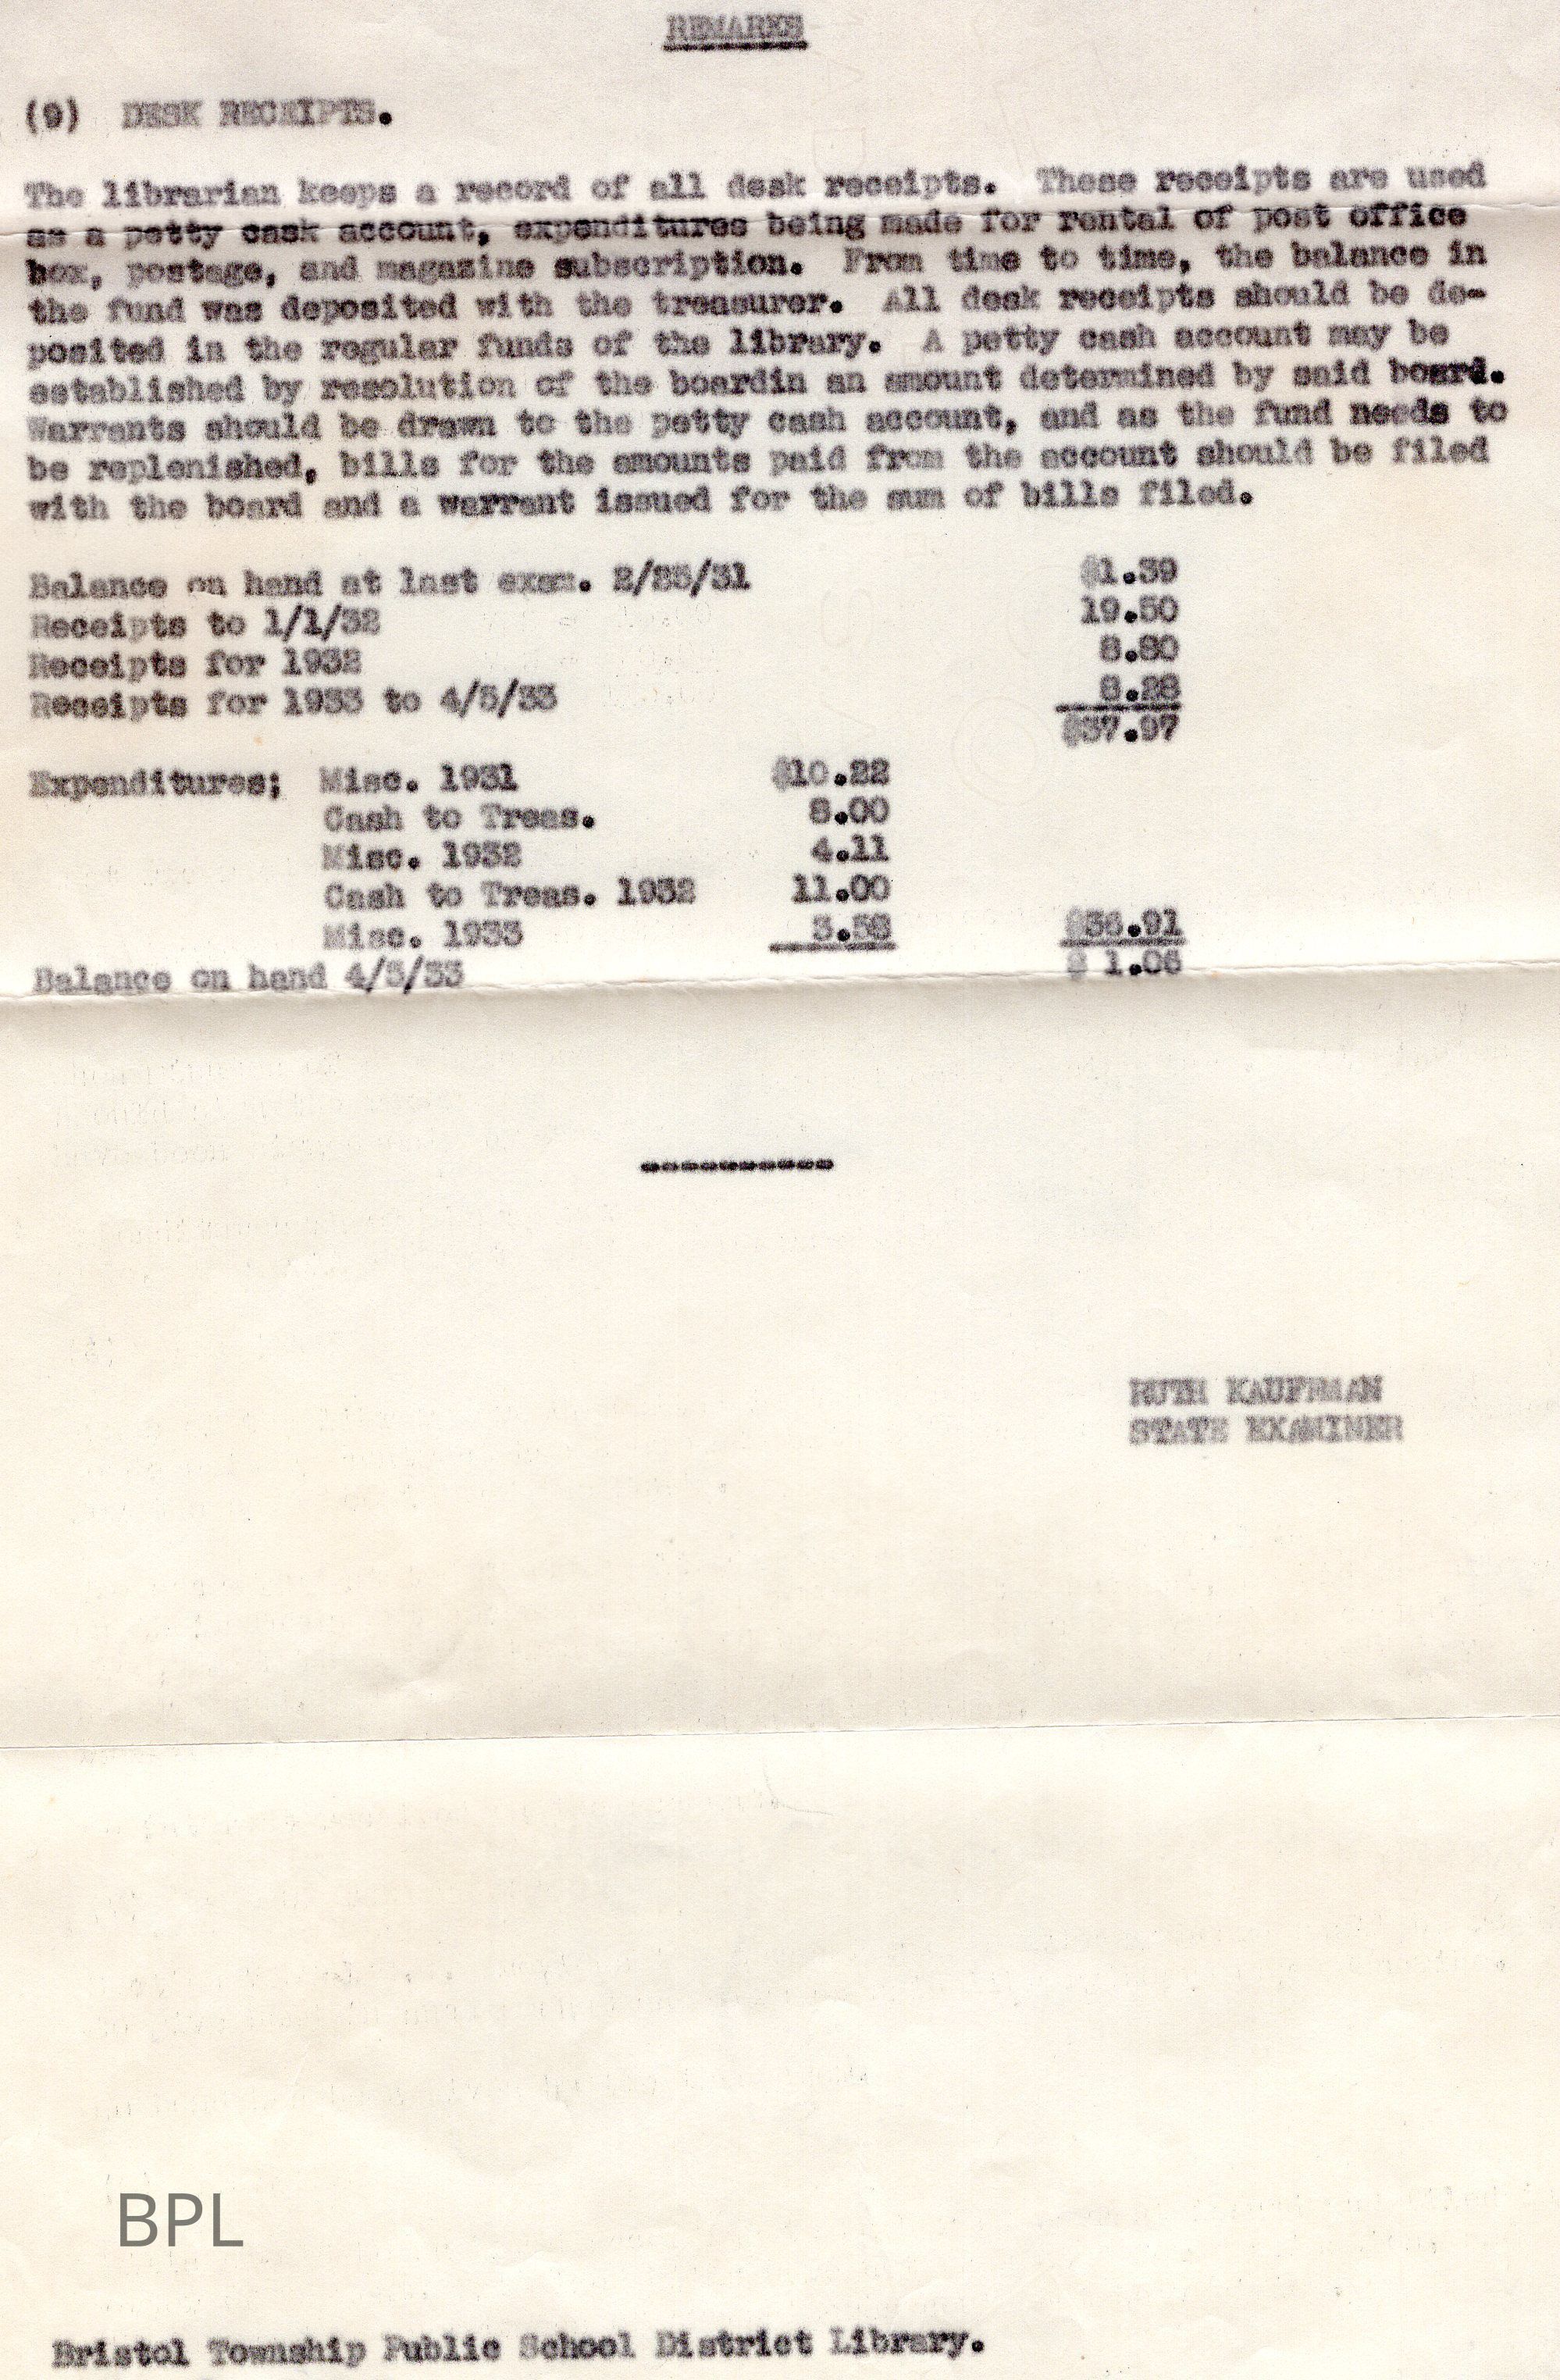 REMARKS
(9) DESK RECEIPTS.
The librarian keeps a record of all desk receipts. These receipts are used
as a petty cask account, expenditures being made for rental of post office
box, postage, and magazine subscription. From time to time, the balance in
the fund was deposited with the treasurer. All desk receipts should be de-
posited in the regular funds of the library. A petty cash account may be
established by resolution of the boardin an amount determined by said board.
Warrants should be drawn to the petty cash account, and as the fund needs to
be replenished, bills for the amounts paid from the account should be filed
with the board and a warrant issued for the sum of bills filed.
Balance on hand at last exam. 2/25/31 $1.39
Receipts to 1/1/32 19.50
Receipts for 1932 8.80
Receipts for 1933 to 4/5/33 8.28
$37.97
Expenditures; Misc. 1931 $10.22
Cash to Treas. 8.00
Misc. 1932 4.11
Cash to Treas. 1932 11.00
Misc. 1933 3.58 $36.91
Balance on hand 4/5/33 $ 1.06
----------
RUTH KAUFMAN
STATE EXAMINER
BPL
Bristol Township Public School District Library.